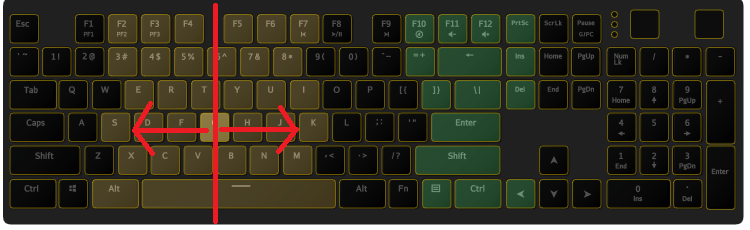 Esc F1 F2 F3 F4 F5 F6 F7 F8 F9 F10 F11 F12 PrtSc ScrLk Pause
PF1 PF2 PF3 G/PC
` ~ 1! 2@ 3# 4$ 5% ^ 7& 8* 9( 0) - = + Ins Home PgUp Num Lk / * -
Tab Q W E R T Y U I O P [{ ]} \| Del End PgDn 7 Home 8 9 PgUp +
Caps A S D F H J K L ;: '" Enter 4 5 6
Shift Z X C V B N M ,< .> /? Shift 1 End 2 3 PgDn Enter
Ctrl Alt Alt Fn Ctrl 0 Ins . Del